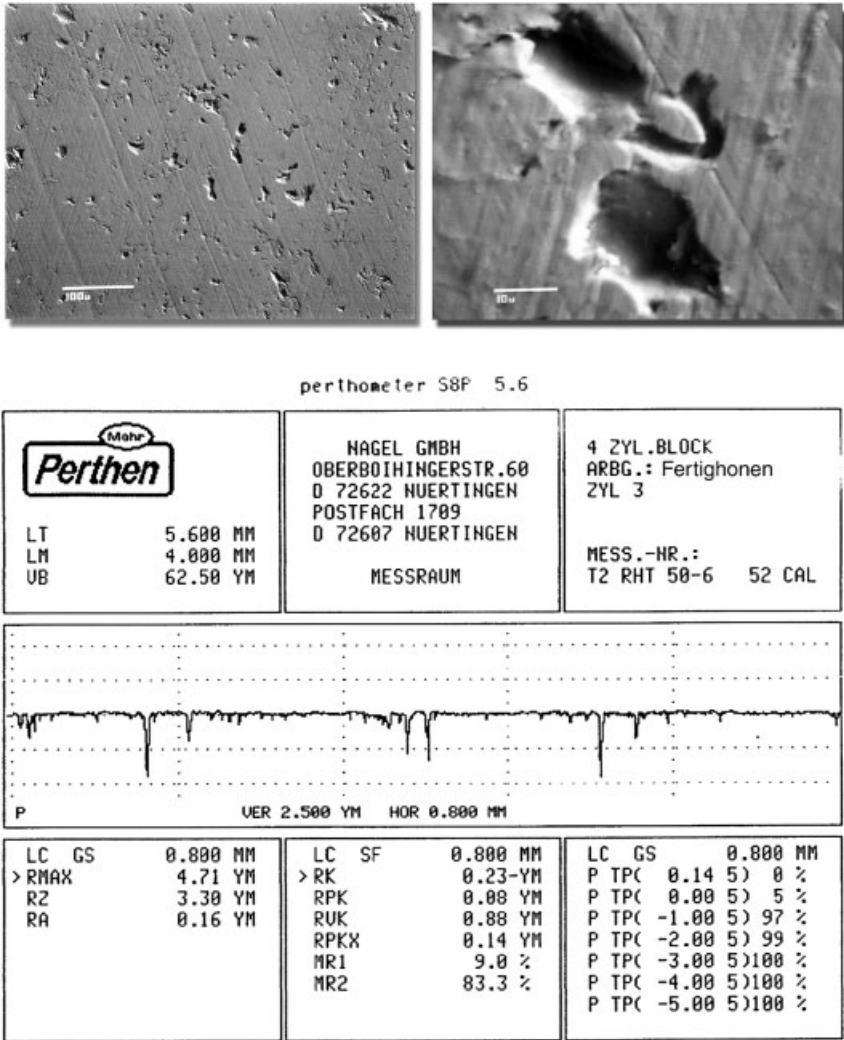 100u
10u
perthometer S8P 5.6
Mahr
Perthen
LT 5.600 MM
LM 4.000 MM
VB 62.50 YM
NAGEL GMBH
OBERBOIHINGERSTR.60
D 72622 NUERTINGEN
POSTFACH 1709
D 72607 NUERTINGEN
MESSRAUM
4 ZYL.BLOCK
ARBG.: Fertighonen
ZYL 3
MESS.-NR.:
T2 RHT 50-6 52 CAL
P VER 2.500 YM HOR 0.800 MM
LC GS 0.800 MM
>RMAX 4.71 YM
RZ 3.30 YM
RA 0.16 YM
LC SF 0.800 MM
>RK 0.23-YM
RPK 0.08 YM
RVK 0.88 YM
RPKX 0.14 YM
MR1 9.0 %
MR2 83.3 %
LC GS 0.800 MM
P TP( 0.14 5) 0 %
P TP( 0.00 5) 5 %
P TP( -1.00 5) 97 %
P TP( -2.00 5) 99 %
P TP( -3.00 5)100 %
P TP( -4.00 5)100 %
P TP( -5.00 5)100 %